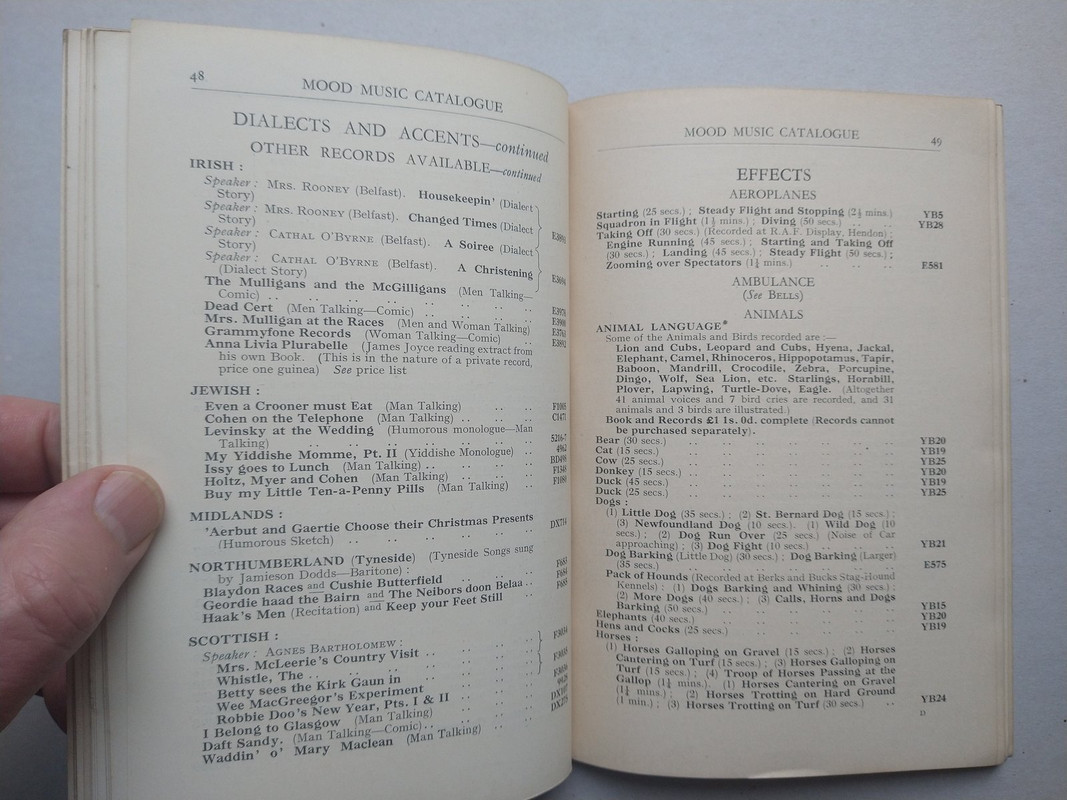 48
MOOD MUSIC CATALOGUE
DIALECTS AND ACCENTS—continued
OTHER RECORDS AVAILABLE—continued
IRISH :
Speaker : MRS. ROONEY (Belfast). Housekeepin' (Dialect
Story)
Speaker : MRS. ROONEY (Belfast). Changed Times (Dialect
Story)
Speaker : CATHAL O'BYRNE (Belfast). A Soiree (Dialect
Story)
Speaker : CATHAL O'BYRNE (Belfast). A Christening
(Dialect Story)
The Mulligans and the McGilligans (Men Talking—
Comic) .. .. .. .. .. ..
Dead Cert (Men Talking—Comic) .. .. ..
Mrs. Mulligan at the Races (Men and Woman Talking)
Grammyfone Records (Woman Talking—Comic) ..
Anna Livia Plurabelle (James Joyce reading extract from
his own Book. (This is in the nature of a private record,
price one guinea) See price list
JEWISH :
Even a Crooner must Eat (Man Talking) .. ..
Cohen on the Telephone (Man Talking) .. .. C1471
Levinsky at the Wedding (Humorous monologue—Man
Talking) .. .. .. .. .. 5216-7
My Yiddishe Momme, Pt. II (Yiddishe Monologue) .. 4962
Issy goes to Lunch (Man Talking) .. .. ..
Holtz, Myer and Cohen (Man Talking) .. ..
Buy my Little Ten-a-Penny Pills (Man Talking) ..
MIDLANDS :
'Aerbut and Gaertie Choose their Christmas Presents
(Humorous Sketch) .. .. .. .. DX714
NORTHUMBERLAND (Tyneside) (Tyneside Songs sung
by Jamieson Dodds—Baritone) :
Blaydon Races and Cushie Butterfield .. .. F683
Geordie haad the Bairn and The Neibors doon Belaa .. F684
Haak's Men (Recitation) and Keep your Feet Still F685
SCOTTISH :
Speaker : AGNES BARTHOLOMEW :
Mrs. McLeerie's Country Visit .. ..
Whistle, The .. .. .. ..
Betty sees the Kirk Gaun in .. ..
Wee MacGreegor's Experiment .. ..
Robbie Doo's New Year, Pts. I & II ..
I Belong to Glasgow (Man Talking) .. ..
Daft Sandy. (Man Talking—Comic) .. ..
Waddin' o' Mary Maclean (Man Talking) ..
MOOD MUSIC CATALOGUE
49
EFFECTS
AEROPLANES
Starting (25 secs.) ; Steady Flight and Stopping (2½ mins.) YB5
Squadron in Flight (1½ mins.) ; Diving (50 secs.) .. .. YB28
Taking Off (30 secs.) (Recorded at R.A.F. Display, Hendon) ;
Engine Running (45 secs.) ; Starting and Taking Off
(30 secs.) ; Landing (45 secs.) ; Steady Flight (50 secs.) ;
Zooming over Spectators (1¼ mins.) .. .. .. E581
AMBULANCE
(See BELLS)
ANIMALS
ANIMAL LANGUAGE*
Some of the Animals and Birds recorded are :—
Lion and Cubs, Leopard and Cubs, Hyena, Jackal,
Elephant, Camel, Rhinoceros, Hippopotamus, Tapir,
Baboon, Mandrill, Crocodile, Zebra, Porcupine,
Dingo, Wolf, Sea Lion, etc. Starlings, Hornbill,
Plover, Lapwing, Turtle-Dove, Eagle. (Altogether
41 animal voices and 7 bird cries are recorded, and 31
animals and 3 birds are illustrated.)
Book and Records £1 1s. 0d. complete (Records cannot
be purchased separately).
Bear (30 secs.) .. .. .. .. .. YB20
Cat (15 secs.) .. .. .. .. .. YB19
Cow (25 secs.) .. .. .. .. .. YB25
Donkey (15 secs.) .. .. .. .. .. YB20
Duck (45 secs.) .. .. .. .. .. YB19
Duck (25 secs.) .. .. .. .. .. YB25
Dogs :
(1) Little Dog (35 secs.) ; (2) St. Bernard Dog (15 secs.) ;
(3) Newfoundland Dog (10 secs.). (1) Wild Dog (10
secs.) ; (2) Dog Run Over (25 secs.) (Noise of Car
approaching) ; (3) Dog Fight (10 secs.) .. .. .. YB21
Dog Barking (Little Dog) (30 secs.) ; Dog Barking (Larger)
(35 secs.) .. .. .. .. .. E575
Pack of Hounds (Recorded at Berks and Bucks Stag-Hound
Kennels) : (1) Dogs Barking and Whining (30 secs.) ;
(2) More Dogs (40 secs.) ; (3) Calls, Horns and Dogs
Barking (50 secs.) .. .. .. .. YB15
Elephants (40 secs.) .. .. .. .. YB20
Hens and Cocks (25 secs.) .. .. .. .. YB19
Horses :
(1) Horses Galloping on Gravel (15 secs.) ; (2) Horses
Cantering on Turf (15 secs.) ; (3) Horses Galloping on
Turf (15 secs.) ; (4) Troop of Horses Passing at the
Gallop (1¼ mins.). (1) Horses Cantering on Gravel
(1¼ mins.) ; (2) Horses Trotting on Hard Ground
(1 min.) ; (3) Horses Trotting on Turf (30 secs.) .. YB24
D